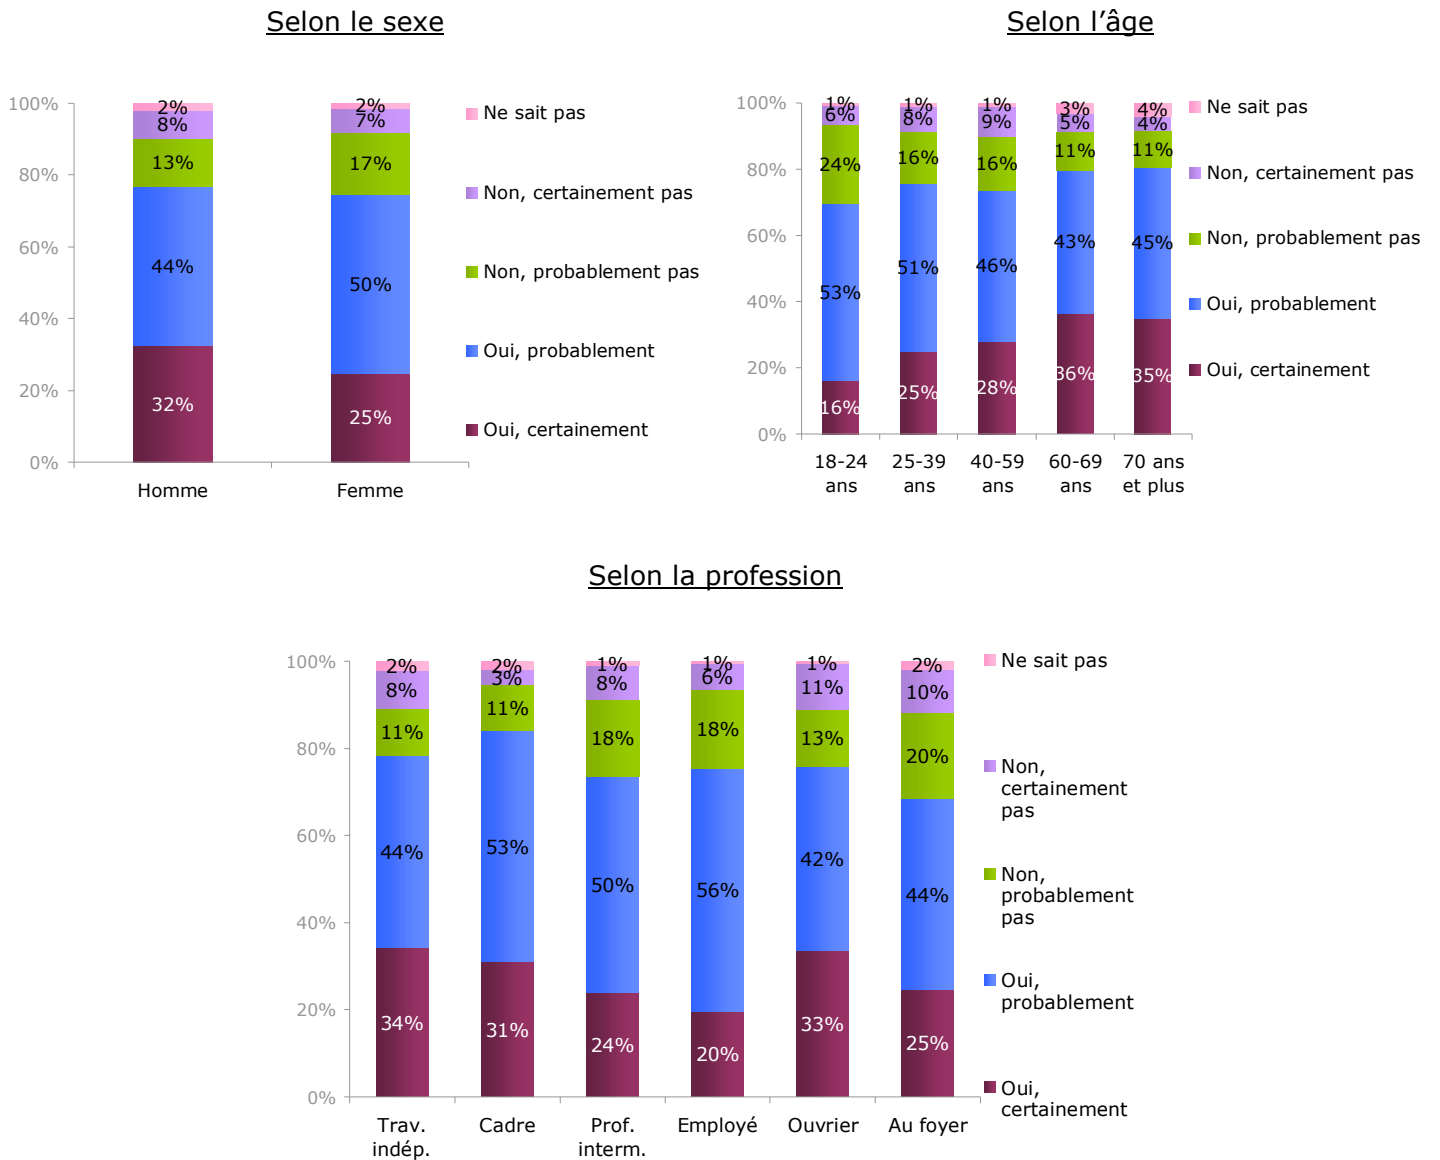 Selon le sexe
100%
80%
60%
40%
20%
0%
2%
8%
13%
44%
32%
2%
7%
17%
50%
25%
Homme
Femme
Ne sait pas
Non, certainement pas
Non, probablement pas
Oui, probablement
Oui, certainement
Selon l'âge
100%
80%
60%
40%
20%
0%
1%
6%
24%
53%
16%
1%
8%
16%
51%
25%
1%
9%
16%
46%
28%
3%
5%
11%
43%
36%
4%
4%
11%
45%
35%
18-24
ans
25-39
ans
40-59
ans
60-69
ans
70 ans
et plus
Ne sait pas
Non, certainement pas
Non, probablement pas
Oui, probablement
Oui, certainement
Selon la profession
100%
80%
60%
40%
20%
0%
2%
8%
11%
44%
34%
2%
3%
11%
53%
31%
1%
8%
18%
50%
24%
1%
6%
18%
56%
20%
1%
11%
13%
42%
33%
2%
10%
20%
44%
25%
Trav.
indép.
Cadre
Prof.
interm.
Employé
Ouvrier
Au foyer
Ne sait pas
Non,
certainement
pas
Non,
probablement
pas
Oui,
probablement
Oui,
certainement